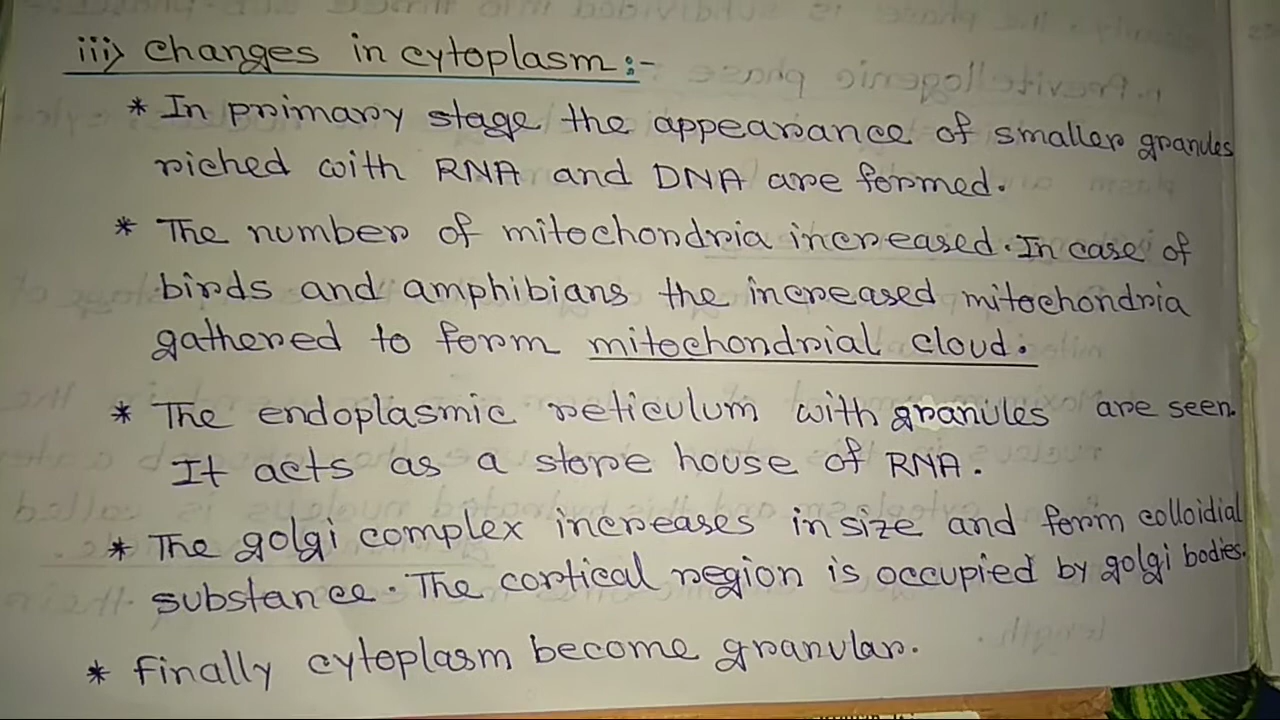 iii) Changes in cytoplasm :-
* In primary stage the appearance of smaller granules
riched with RNA and DNA are formed.
* The number of mitochondria increased. In case of
birds and amphibians the increased mitochondria
gathered to form mitochondrial cloud.
* The endoplasmic reticulum with granules are seen.
It acts as a store house of RNA.
* The golgi complex increases in size and form colloidial
substance. The cortical region is occupied by golgi bodies.
* Finally cytoplasm become granular.